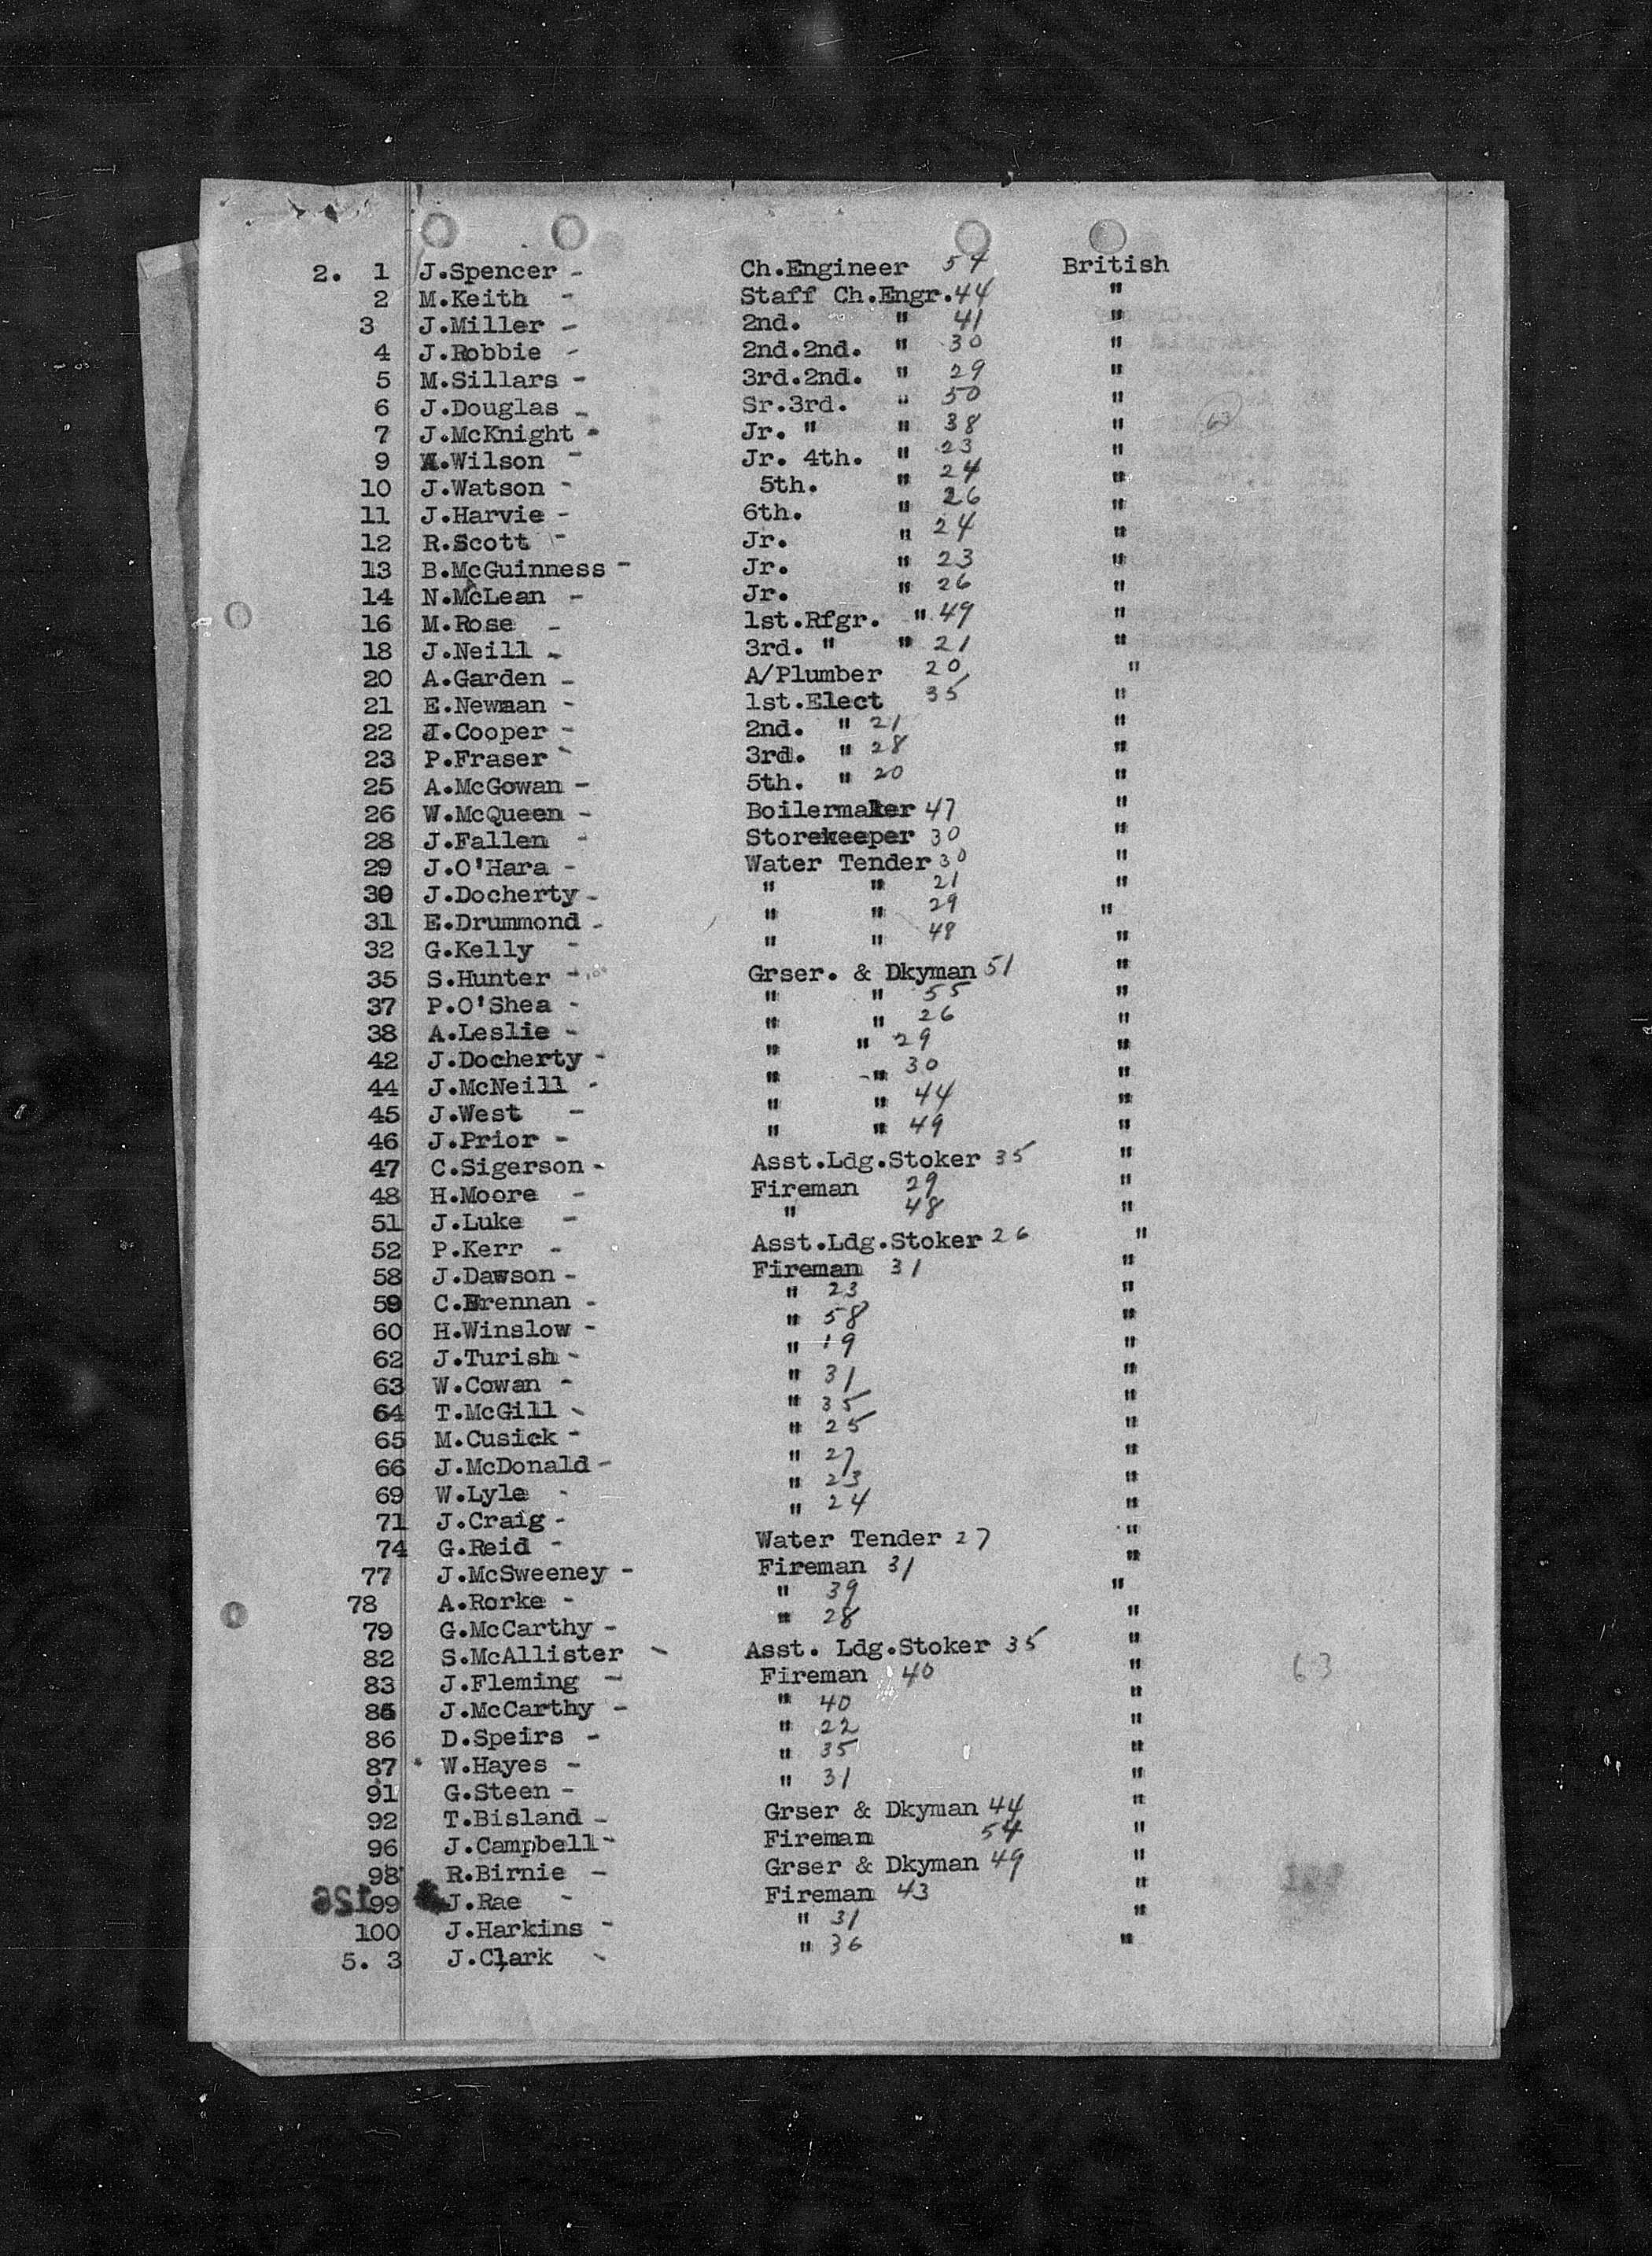 2. 1 J.Spencer - Ch.Engineer 54 British
2 M.Keith - Staff Ch.Engr. 44 "
3 J.Miller - 2nd. " 41 "
4 J.Robbie - 2nd.2nd. " 30 "
5 M.Sillars - 3rd.2nd. " 29 "
6 J.Douglas - Sr.3rd. " 50 "
7 J.McKnight - Jr. " " 38 " 63
9 W.Wilson - Jr. 4th. " 23 "
10 J.Watson - 5th. " 24 "
11 J.Harvie - 6th. " 26 "
12 R.Scott - Jr. " 24 "
13 B.McGuinness - Jr. " 23 "
14 N.McLean - Jr. " 26 "
16 M.Rose - 1st.Rfgr. " 49 "
18 J.Neill - 3rd. " " 21 "
20 A.Garden - A/Plumber 20 "
21 E.Newman - 1st.Elect 35 "
22 J.Cooper - 2nd. " 21 "
23 P.Fraser - 3rd. " 28 "
25 A.McGowan - 5th. " 20 "
26 W.McQueen - Boilermaker 47 "
28 J.Fallen - Storekeeper 30 "
29 J.O'Hara - Water Tender 30 "
30 J.Docherty - " " 21 "
31 E.Drummond - " " 29 "
32 G.Kelly - " " 48 "
35 S.Hunter - Grser. & Dkyman 51 "
37 P.O'Shea - " " 55 "
38 A.Leslie - " " 26 "
42 J.Docherty - " " 29 "
44 J.McNeill - " " 30 "
45 J.West - " " 44 "
46 J.Prior - " " 49 "
47 C.Sigerson - Asst.Ldg.Stoker 35 "
48 H.Moore - Fireman 29 "
51 J.Luke - " 48 "
52 P.Kerr - Asst.Ldg.Stoker 26 "
58 J.Dawson - Fireman 31 "
59 C.Brennan - " 23 "
60 H.Winslow - " 58 "
62 J.Turish - " 19 "
63 W.Cowan - " 31 "
64 T.McGill - " 35 "
65 M.Cusick - " 25 "
66 J.McDonald - " 27 "
69 W.Lyle - " 23 "
71 J.Craig - " 24 "
74 G.Reid - Water Tender 27 "
77 J.McSweeney - Fireman 31 "
78 A.Rorke - " 39 "
79 G.McCarthy - " 28 "
82 S.McAllister - Asst. Ldg.Stoker 35 "
83 J.Fleming - Fireman 40 " 63
85 J.McCarthy - " 40 "
86 D.Speirs - " 22 "
87 W.Hayes - " 35 "
91 G.Steen - " 31 "
92 T.Bisland - Grser & Dkyman 44 "
96 J.Campbell - Fireman 54 "
98 R.Birnie - Grser & Dkyman 49 "
99 J.Rae - Fireman 43 "
100 J.Harkins - " 31 "
5. 3 J.Clark - " 36 "